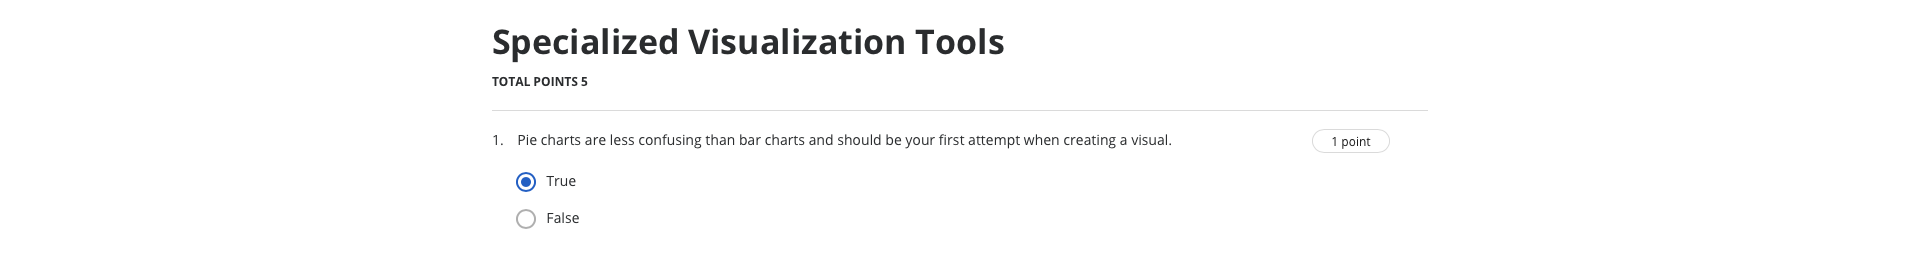 Specialized Visualization Tools
TOTAL POINTS 5
1. Pie charts are less confusing than bar charts and should be your first attempt when creating a visual. 1 point
True
False